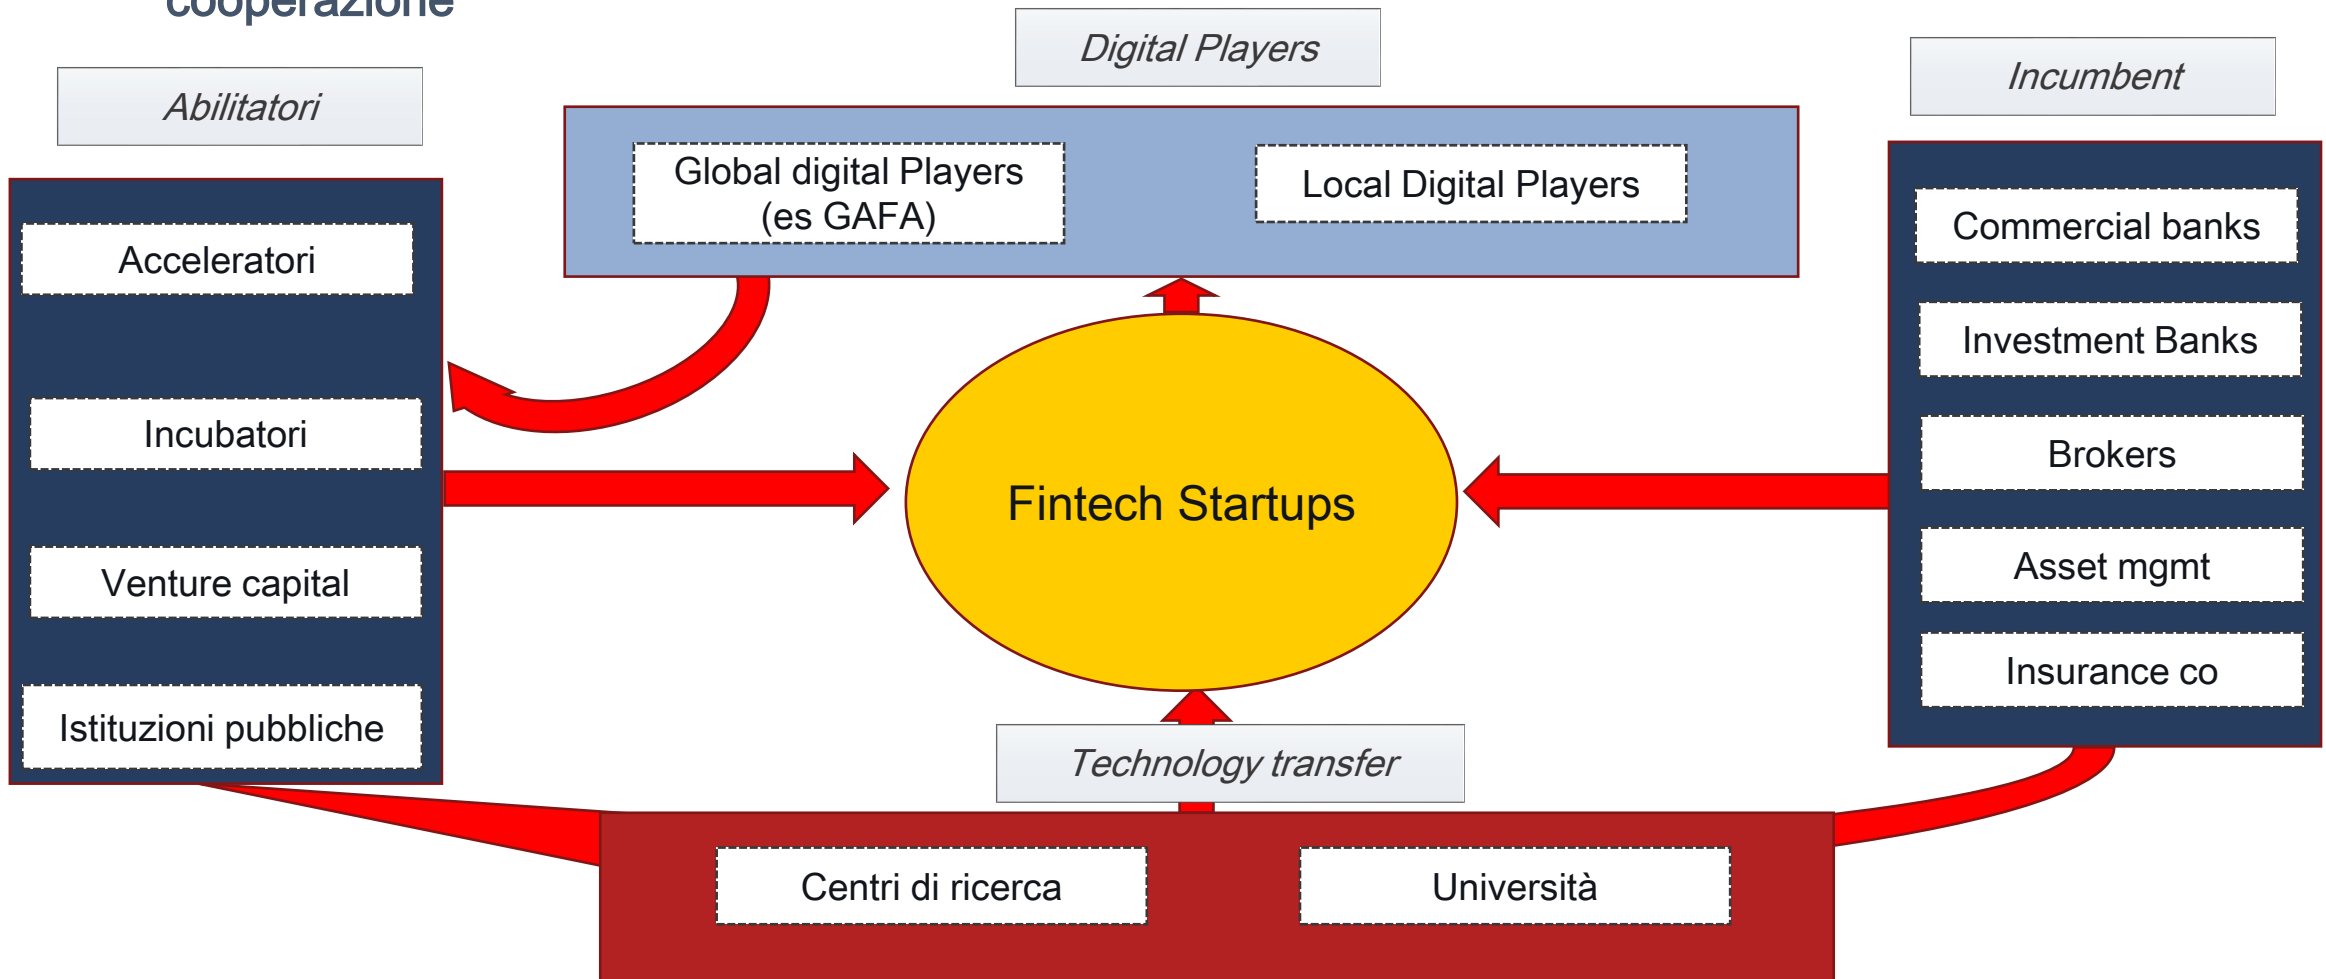 cooperazione
Digital Players
Incumbent
Abilitatori
Global digital Players
(es GAFA)
Local Digital Players
Acceleratori
Incubatori
Venture capital
Istituzioni pubbliche
Commercial banks
Investment Banks
Brokers
Asset mgmt
Insurance co
Fintech Startups
Technology transfer
Centri di ricerca
Università